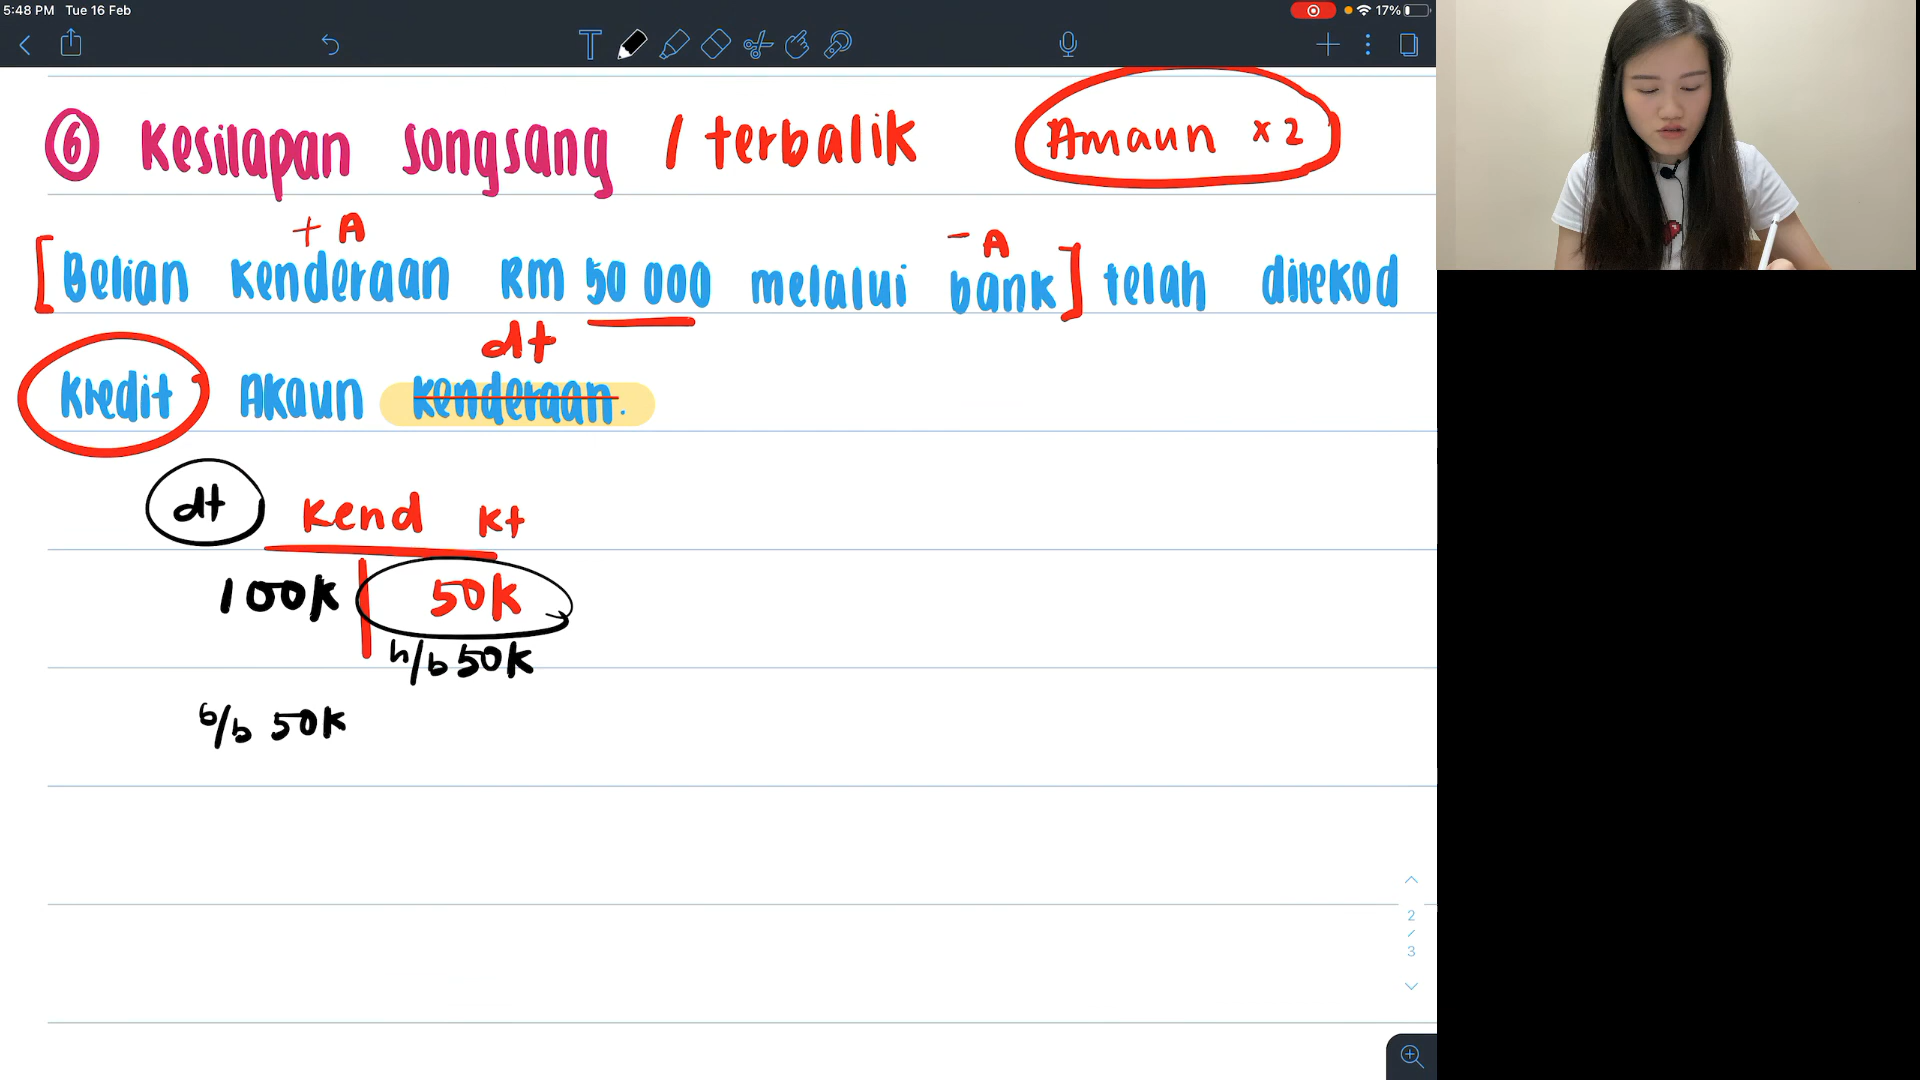 5:48 PM Tue 16 Feb 17%
6 Kesilapan songsang / terbalik Amaun x2
+ A - A
[Belian kenderaan RM 50 000 melalui bank] telah direkod
dt
kredit Akaun kenderaan.
dt Kend Kt
100K 50K
h/b 50K
b/b 50K
2
/
3